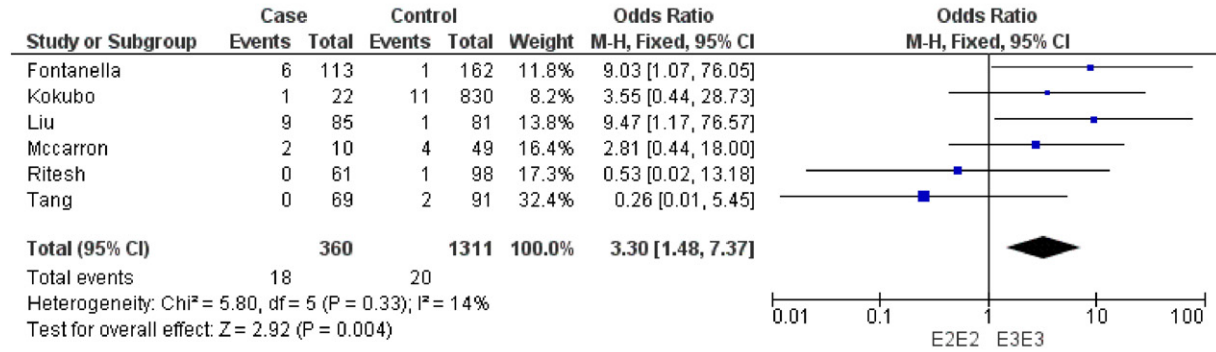 Case Control Odds Ratio Odds Ratio
Study or Subgroup Events Total Events Total Weight M-H, Fixed, 95% CI M-H, Fixed, 95% CI
Fontanella 6 113 1 162 11.8% 9.03 [1.07, 76.05]
Kokubo 1 22 11 830 8.2% 3.55 [0.44, 28.73]
Liu 9 85 1 81 13.8% 9.47 [1.17, 76.57]
Mccarron 2 10 4 49 16.4% 2.81 [0.44, 18.00]
Ritesh 0 61 1 98 17.3% 0.53 [0.02, 13.18]
Tang 0 69 2 91 32.4% 0.26 [0.01, 5.45]
Total (95% CI) 360 1311 100.0% 3.30 [1.48, 7.37]
Total events 18 20
Heterogeneity: Chi² = 5.80, df = 5 (P = 0.33); I² = 14%
Test for overall effect: Z = 2.92 (P = 0.004)
0.01 0.1 1 10 100
E2E2 E3E3